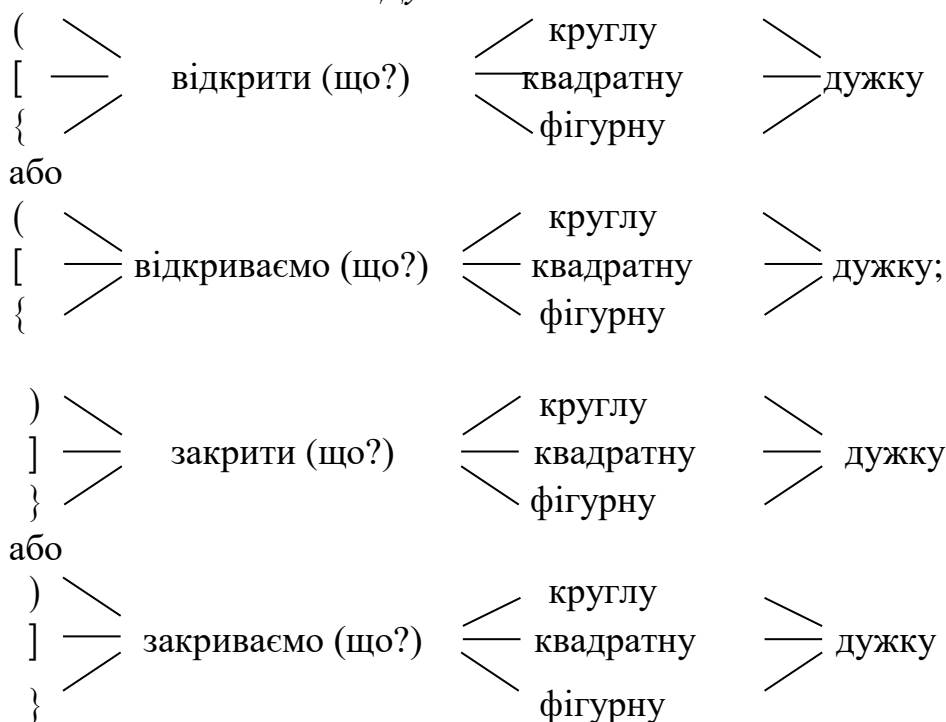 ( круглу
[ відкрити (що?) квадратну дужку
{ фігурну
або
( круглу
[ відкриваємо (що?) квадратну дужку;
{ фігурну
) круглу
] закрити (що?) квадратну дужку
} фігурну
або
) круглу
] закриваємо (що?) квадратну дужку
} фігурну